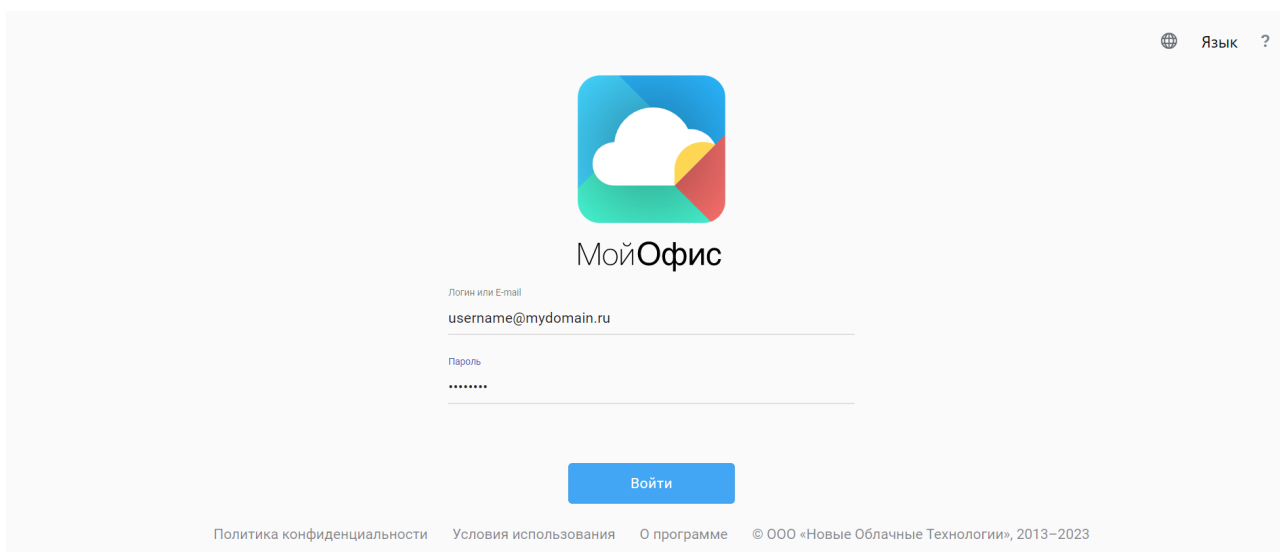 Язык ?
МойОфис
Логин или E-mail
username@mydomain.ru
Пароль
••••••••
Войти
Политика конфиденциальности Условия использования О программе © ООО «Новые Облачные Технологии», 2013–2023